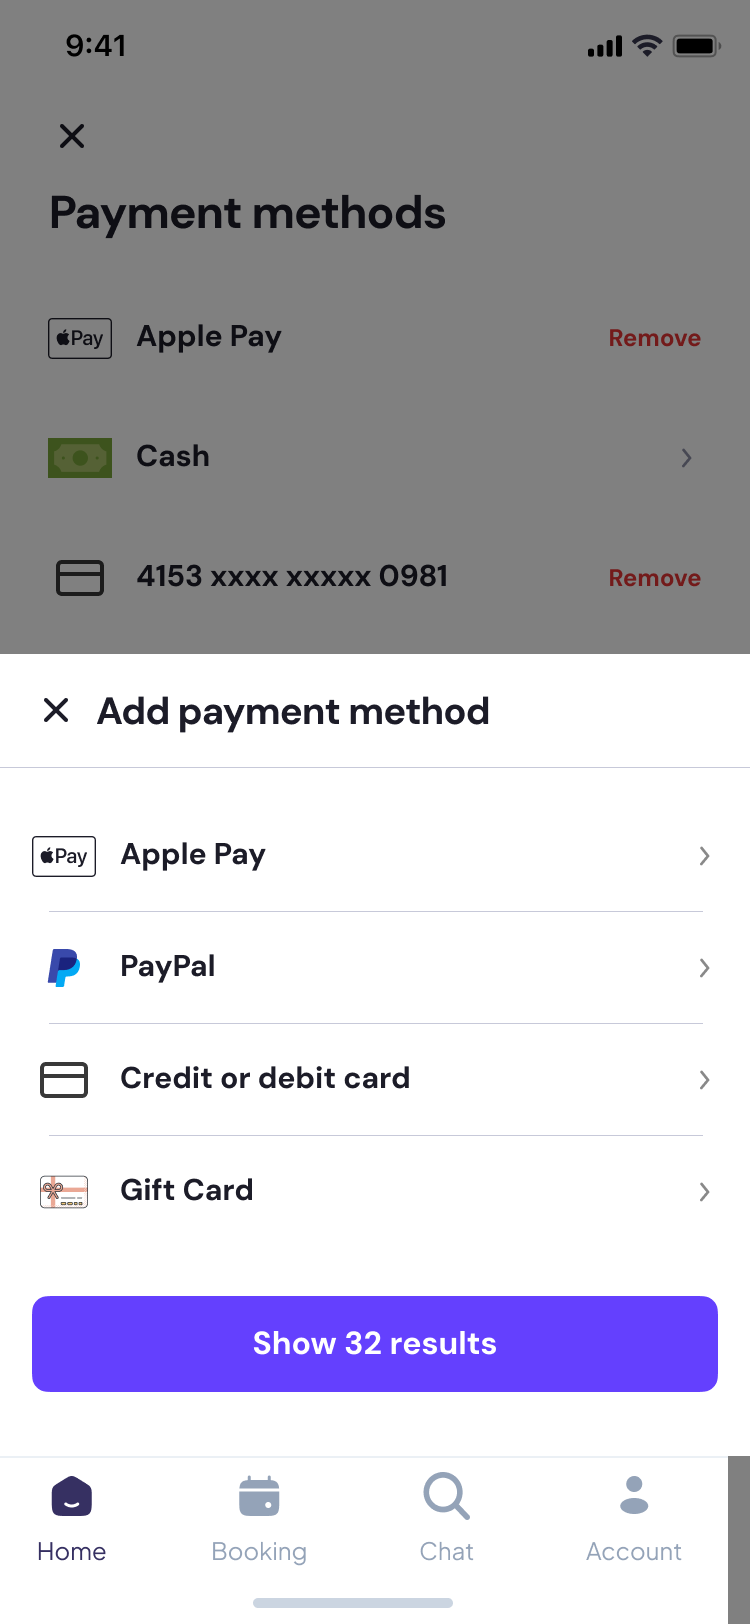 9:41
Payment methods
Pay Apple Pay Remove
Cash
4153 xxxx xxxxx 0981 Remove
Add payment method
Pay Apple Pay
PayPal
Credit or debit card
Gift Card
Show 32 results
Home Booking Chat Account